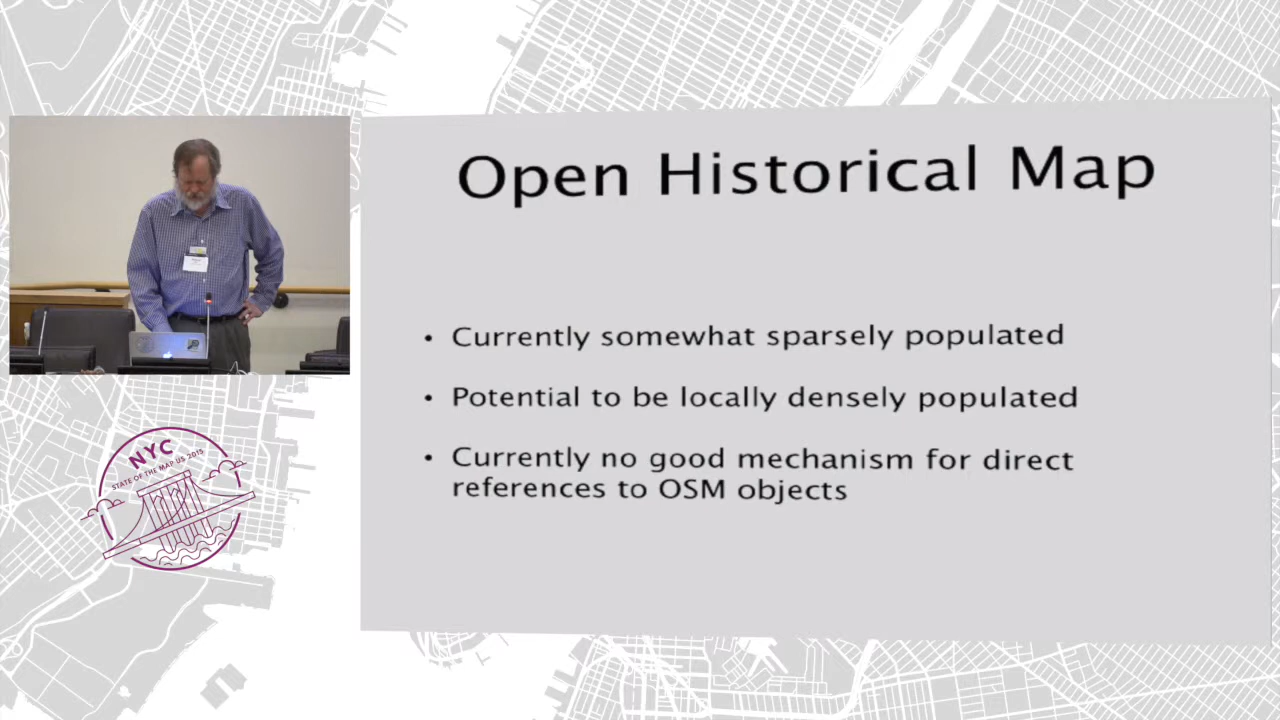 Open Historical Map
• Currently somewhat sparsely populated
• Potential to be locally densely populated
• Currently no good mechanism for direct
references to OSM objects
NYC
STATE OF THE MAP US 2015